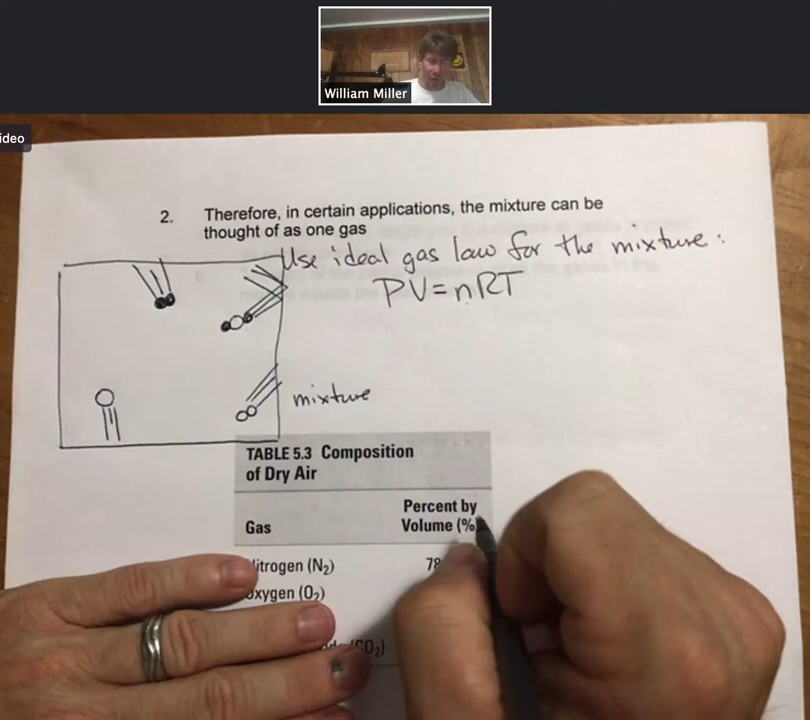 William Miller
ideo
2. Therefore, in certain applications, the mixture can be
thought of as one gas
Use ideal gas law for the mixture:
PV=nRT
mixture
TABLE 5.3 Composition
of Dry Air
Percent by
Gas Volume (%
itrogen (N₂) 78
oxygen (O₂)
(CO₂)